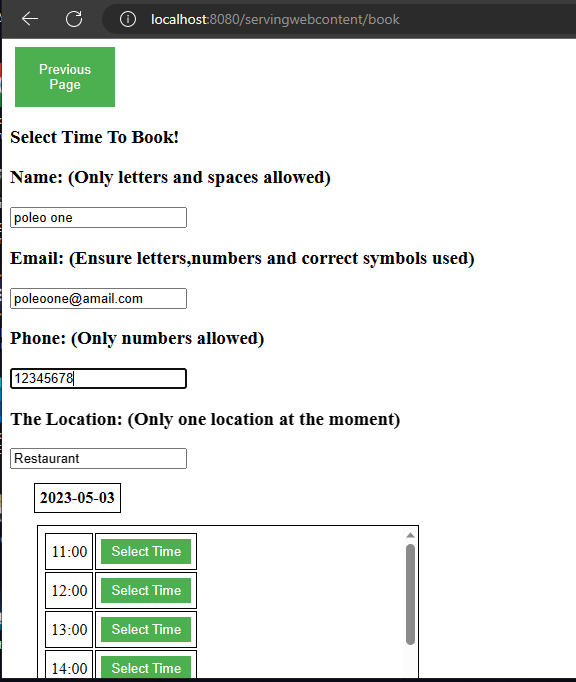 localhost:8080/servingwebcontent/book
Previous
Page
Select Time To Book!
Name: (Only letters and spaces allowed)
poleo one
Email: (Ensure letters,numbers and correct symbols used)
poleoone@amail.com
Phone: (Only numbers allowed)
12345678
The Location: (Only one location at the moment)
Restaurant
2023-05-03
11:00 Select Time
12:00 Select Time
13:00 Select Time
14:00 Select Time